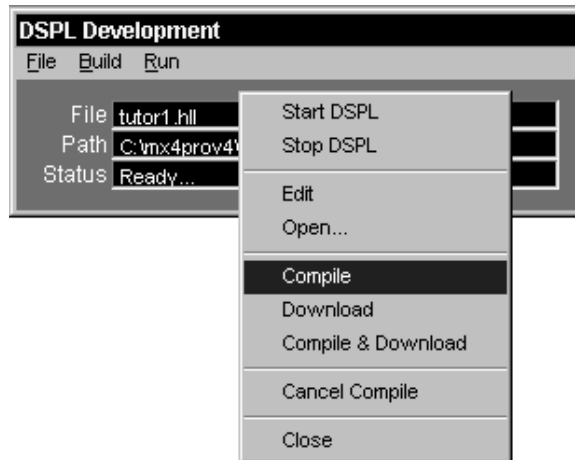 DSPL Development
File Build Run
File tutor1.hll
Path C:\mx4prov4\
Status Ready...
Start DSPL
Stop DSPL
Edit
Open...
Compile
Download
Compile & Download
Cancel Compile
Close